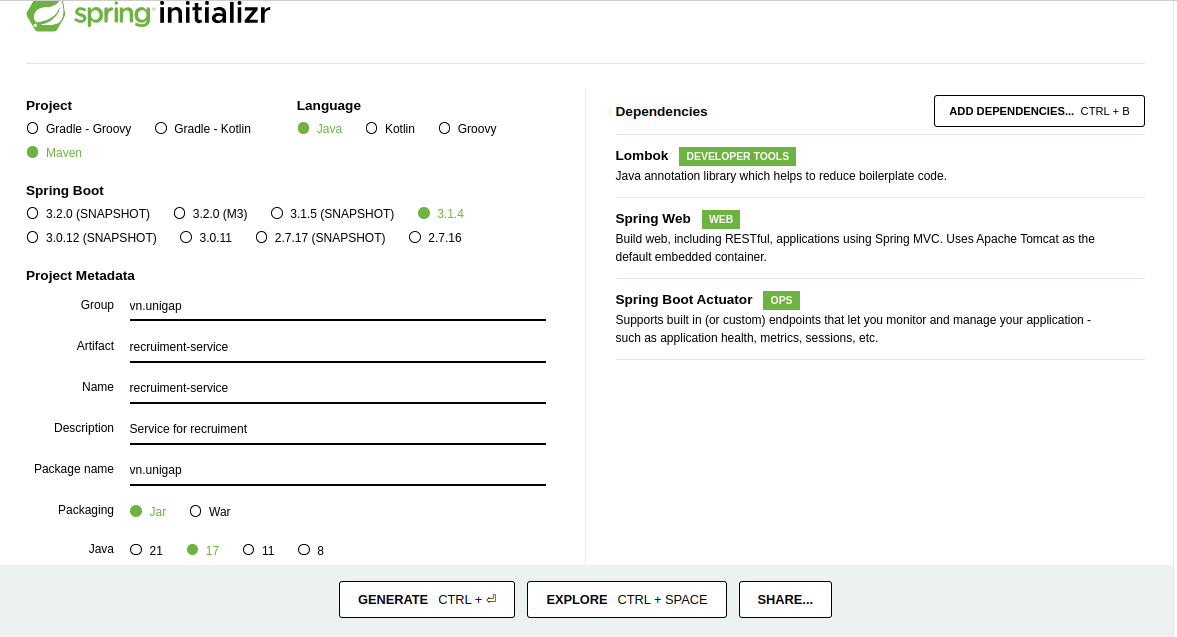 spring initializr
Project
Gradle - Groovy Gradle - Kotlin
Maven
Language
Java Kotlin Groovy
Spring Boot
3.2.0 (SNAPSHOT) 3.2.0 (M3) 3.1.5 (SNAPSHOT) 3.1.4
3.0.12 (SNAPSHOT) 3.0.11 2.7.17 (SNAPSHOT) 2.7.16
Project Metadata
Group vn.unigap
Artifact recruiment-service
Name recruiment-service
Description Service for recruiment
Package name vn.unigap
Packaging Jar War
Java 21 17 11 8
Dependencies ADD DEPENDENCIES... CTRL + B
Lombok DEVELOPER TOOLS
Java annotation library which helps to reduce boilerplate code.
Spring Web WEB
Build web, including RESTful, applications using Spring MVC. Uses Apache Tomcat as the
default embedded container.
Spring Boot Actuator OPS
Supports built in (or custom) endpoints that let you monitor and manage your application -
such as application health, metrics, sessions, etc.
GENERATE CTRL + ⏎ EXPLORE CTRL + SPACE SHARE...